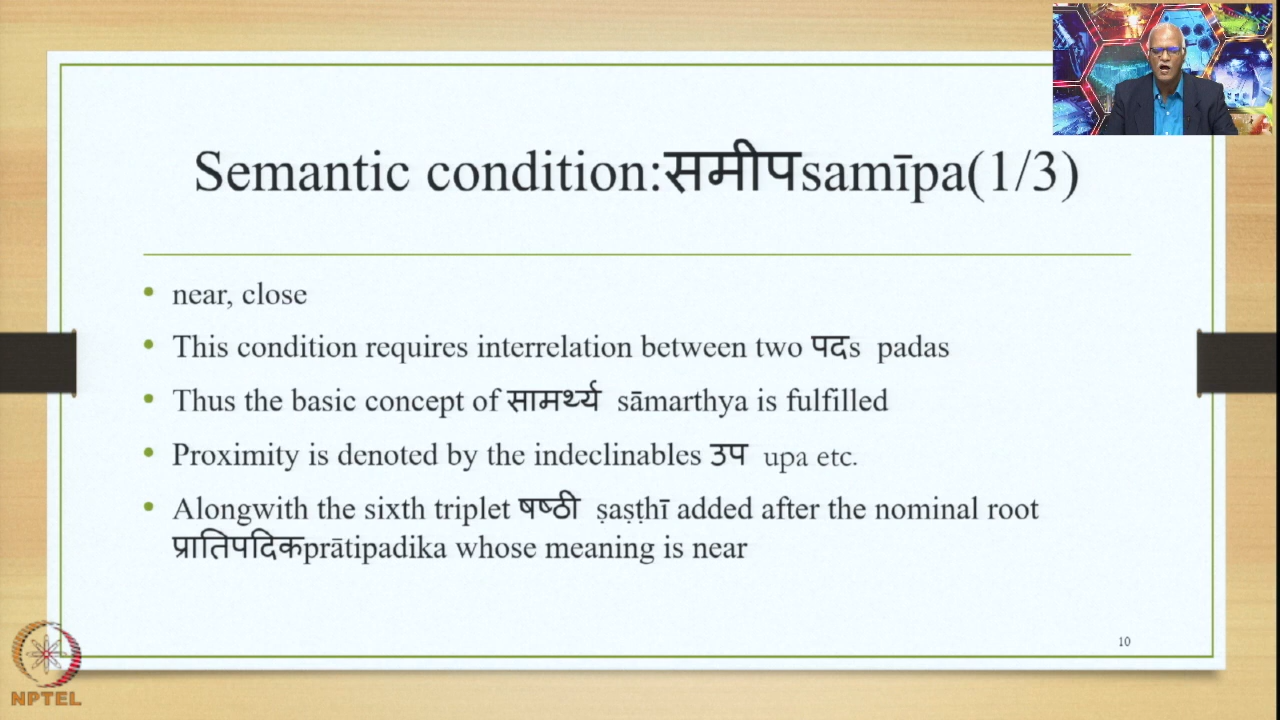 Semantic condition:समीपsamīpa(1/3)
near, close
This condition requires interrelation between two पदs padas
Thus the basic concept of सामर्थ्य sāmarthya is fulfilled
Proximity is denoted by the indeclinables उप upa etc.
Alongwith the sixth triplet षष्ठी ṣaṣṭhī added after the nominal root
प्रातिपदिकprātipadika whose meaning is near
10
NPTEL